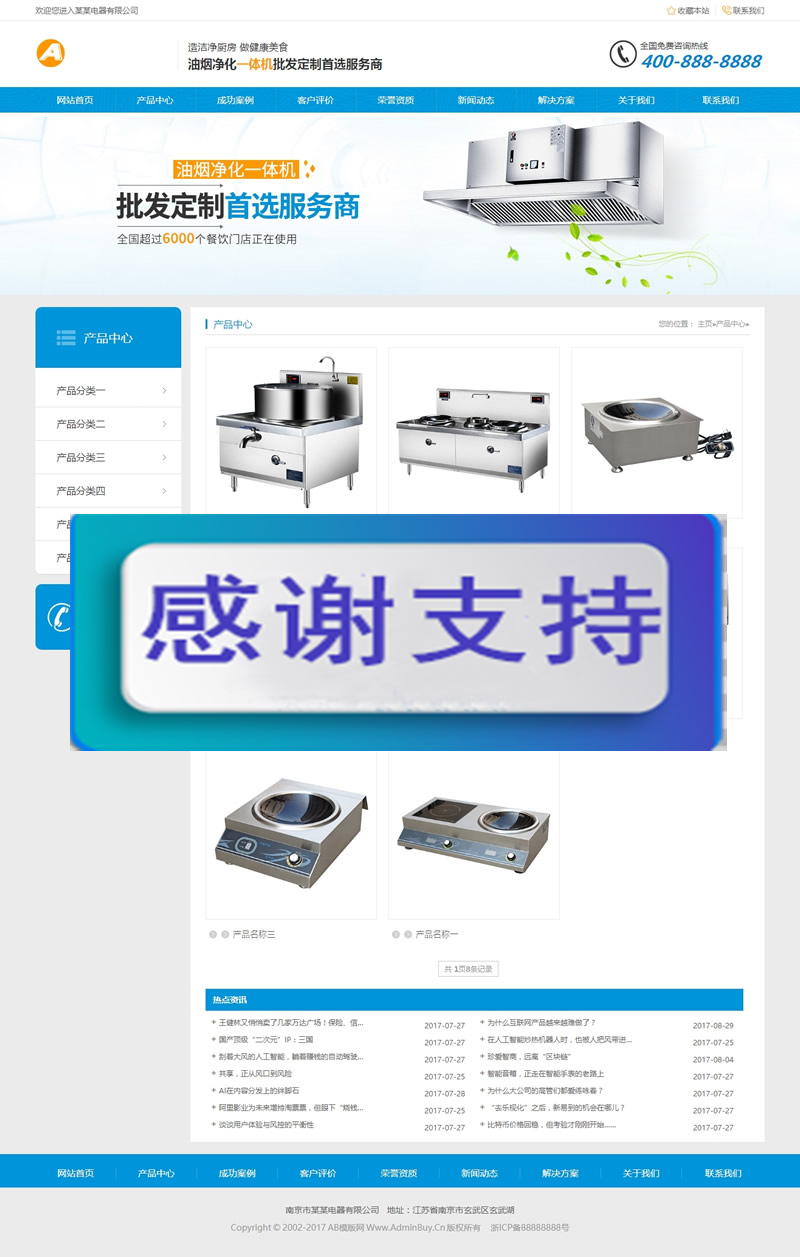 欢迎您进入某某电器有限公司
收藏本站 联系我们
造洁净厨房 做健康美食
油烟净化一体机批发定制首选服务商
全国免费咨询热线
400-888-8888
网站首页 产品中心 成功案例 客户评价 荣誉资质 新闻动态 解决方案 关于我们 联系我们
油烟净化一体机
批发定制首选服务商
全国超过6000个餐饮门店正在使用
产品中心
产品分类一
产品分类二
产品分类三
产品分类四
产品中心
您的位置： 主页>产品中心>
感谢支持
产品名称三
产品名称一
共 1页8条记录
热点资讯
+ 王健林又悄悄卖了几家万达广场！保险、信... 2017-07-27
+ 国产顶级“二次元”IP：三国 2017-07-27
+ 刮着大风的人工智能，躺着赚钱的自动驾驶... 2017-07-27
+ 共享，正从风口到风险 2017-07-25
+ AI在内容分发上的绊脚石 2017-07-28
+ 阿里影业为未来增持淘票票，但眼下“烧钱... 2017-07-25
+ 谈谈用户体验与风控的平衡性 2017-07-27
+ 为什么互联网产品越来越难做了？ 2017-08-29
+ 在人工智能炒热机器人时，也被人把风带进... 2017-07-25
+ 珍爱智商，远离“区块链” 2017-08-04
+ 智能音箱，正走在智能手表的老路上 2017-07-27
+ 为什么大公司的高管们都爱练咏春？ 2017-07-27
+ “去乐视化”之后，新易到的机会在哪儿？ 2017-07-27
+ 比特币价格回稳，但考验才刚刚开始...... 2017-07-27
网站首页 产品中心 成功案例 客户评价 荣誉资质 新闻动态 解决方案 关于我们 联系我们
南京市某某电器有限公司 地址：江苏省南京市玄武区玄武湖
Copyright © 2002-2017 AB模版网 Www.AdminBuy.Cn 版权所有 浙ICP备88888888号